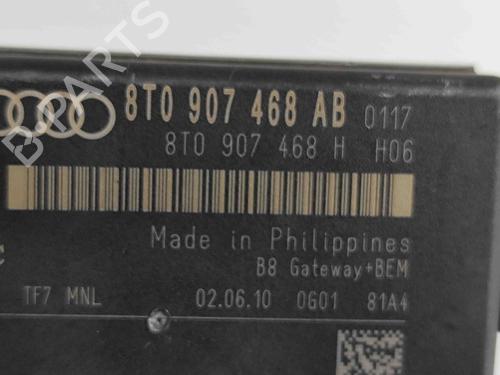 8T0 907 468 AB 0117
8T0 907 468 H H06
Made in Philippines
B8 Gateway+BEM
TF7 MNL 02.06.10 0G01 81A4
B-PARTS